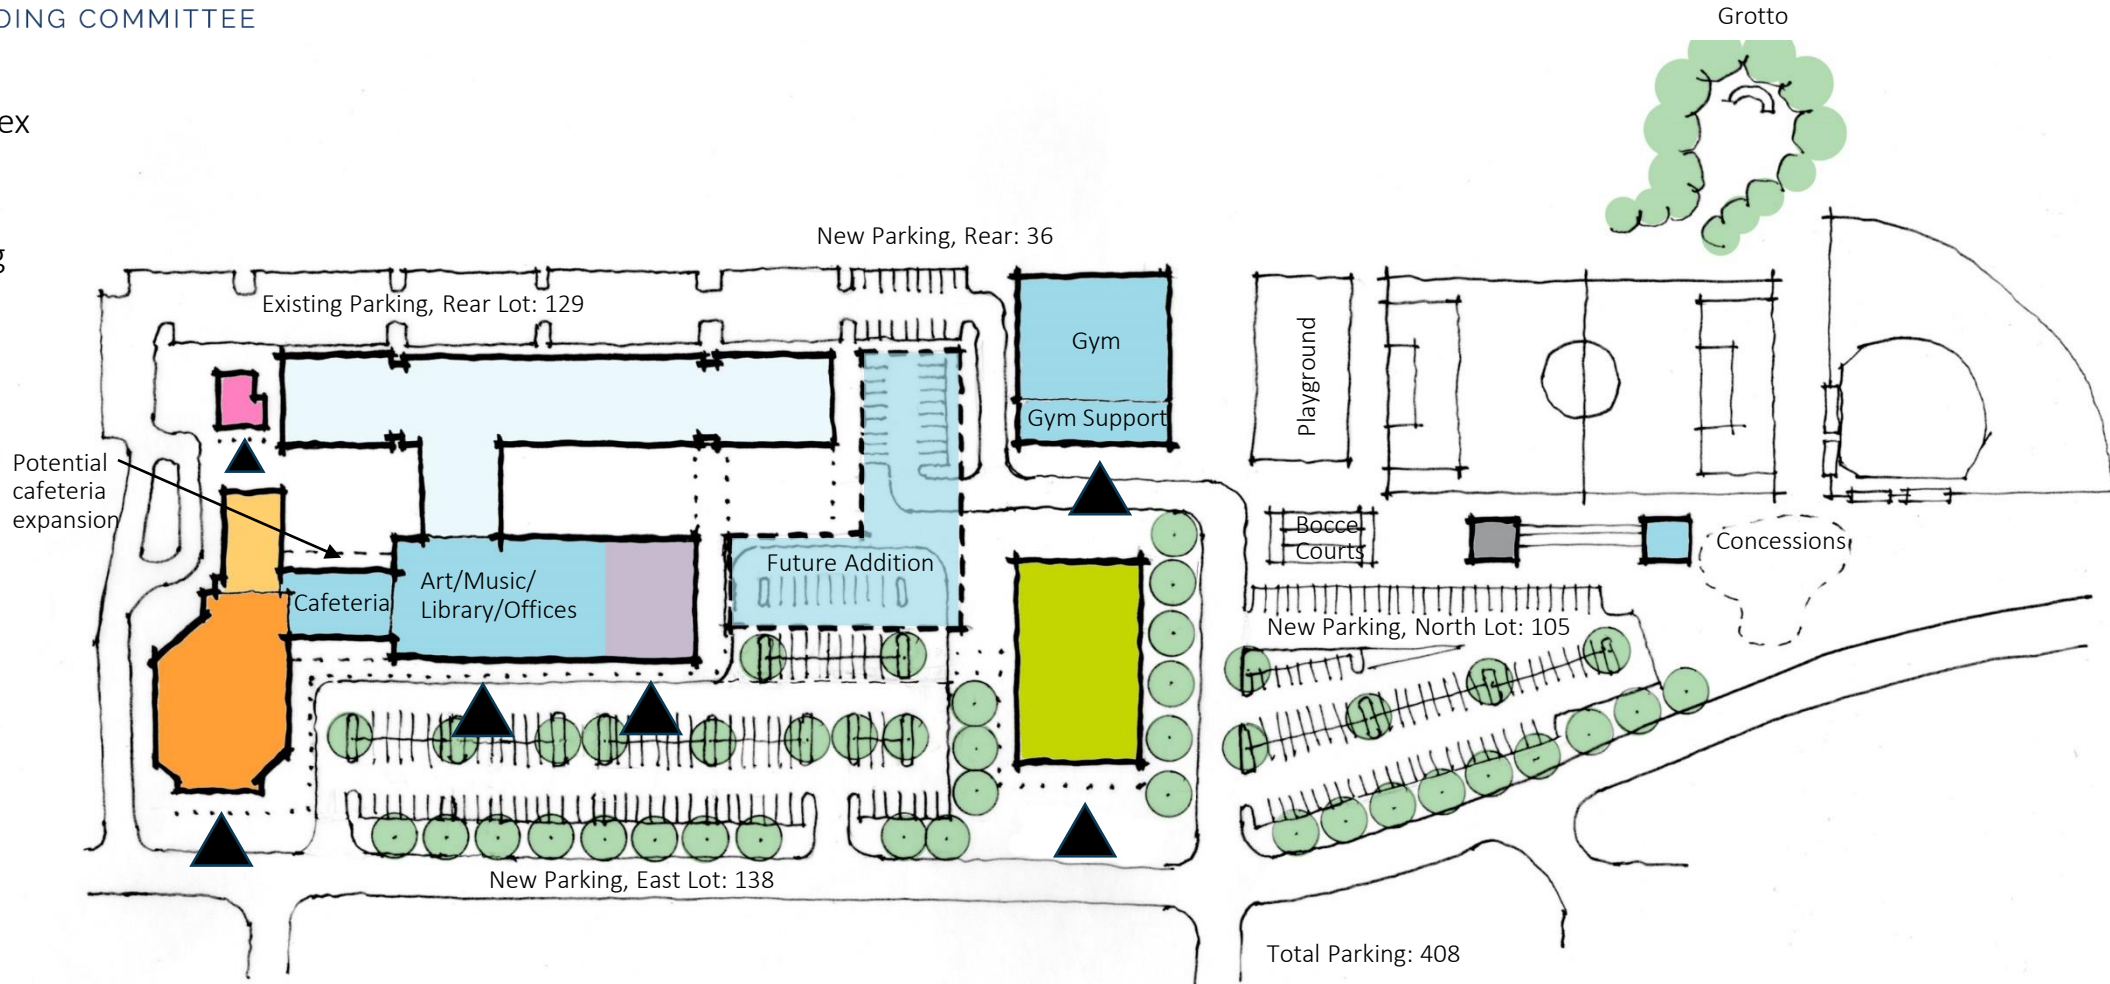 DING COMMITTEE
Grotto
ex
g
New Parking, Rear: 36
Existing Parking, Rear Lot: 129
Gym
Gym Support
Playground
Potential
cafeteria
expansion
Bocce
Courts
Concessions
Future Addition
Art/Music/
Library/Offices
Cafeteria
New Parking, North Lot: 105
New Parking, East Lot: 138
Total Parking: 408